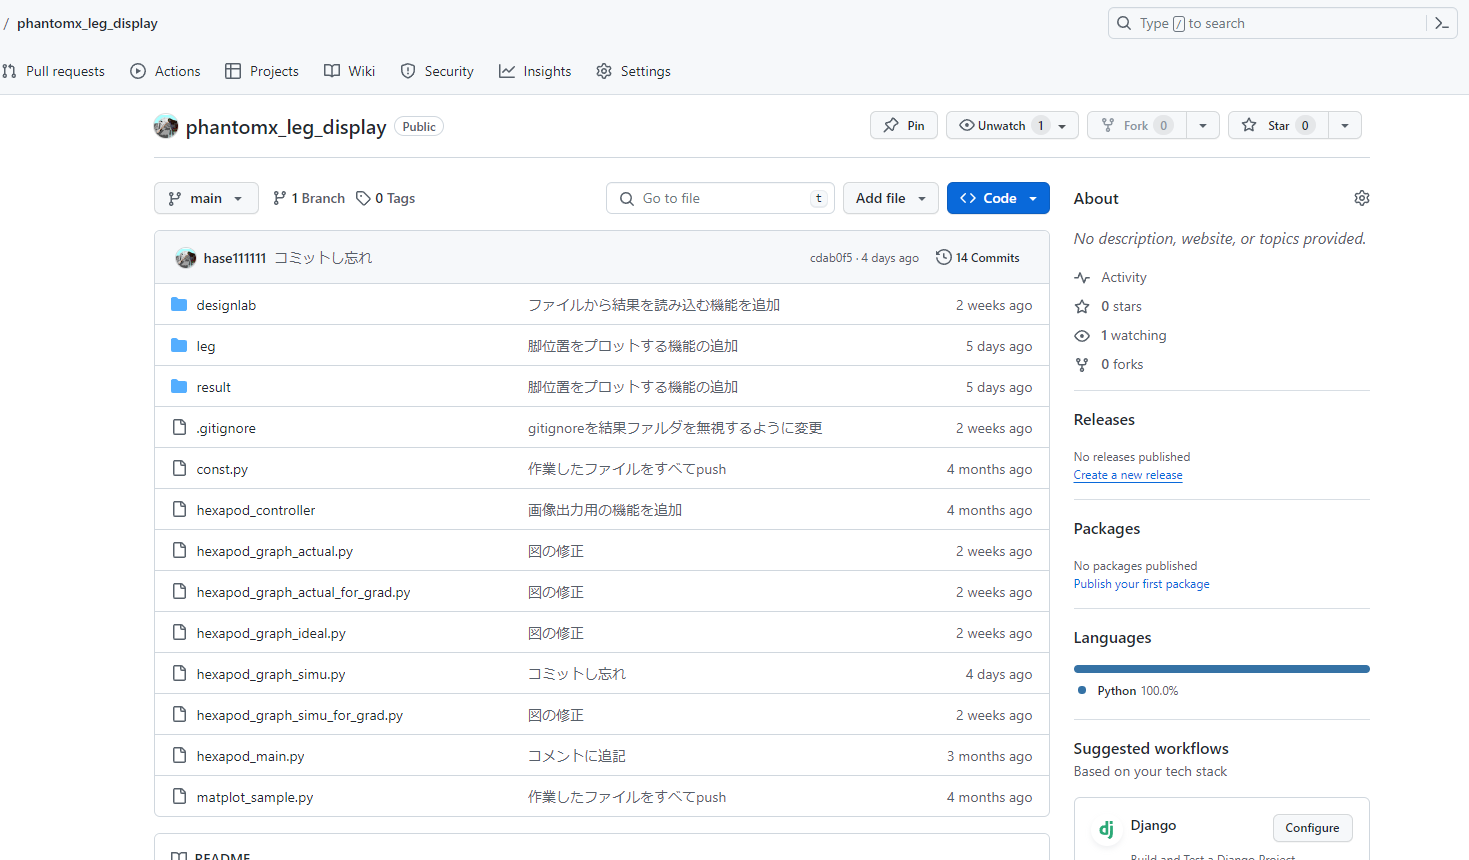 / phantomx_leg_display
Type / to search
Pull requests Actions Projects Wiki Security Insights Settings
phantomx_leg_display Public
Pin Unwatch 1 Fork 0 Star 0
main 1 Branch 0 Tags Go to file t Add file Code
hase111111 コミットし忘れ cdab0f5 · 4 days ago 14 Commits
designlab ファイルから結果を読み込む機能を追加 2 weeks ago
leg 脚位置をプロットする機能の追加 5 days ago
result 脚位置をプロットする機能の追加 5 days ago
.gitignore gitignoreを結果ファルダを無視するように変更 2 weeks ago
const.py 作業したファイルをすべてpush 4 months ago
hexapod_controller 画像出力用の機能を追加 4 months ago
hexapod_graph_actual.py 図の修正 2 weeks ago
hexapod_graph_actual_for_grad.py 図の修正 2 weeks ago
hexapod_graph_ideal.py 図の修正 2 weeks ago
hexapod_graph_simu.py コミットし忘れ 4 days ago
hexapod_graph_simu_for_grad.py 図の修正 2 weeks ago
hexapod_main.py コメントに追記 3 months ago
matplot_sample.py 作業したファイルをすべてpush 4 months ago
README
About
No description, website, or topics provided.
Activity
0 stars
1 watching
0 forks
Releases
No releases published
Create a new release
Packages
No packages published
Publish your first package
Languages
Python 100.0%
Suggested workflows
Based on your tech stack
dj Django Configure
Build and Test a Django Project